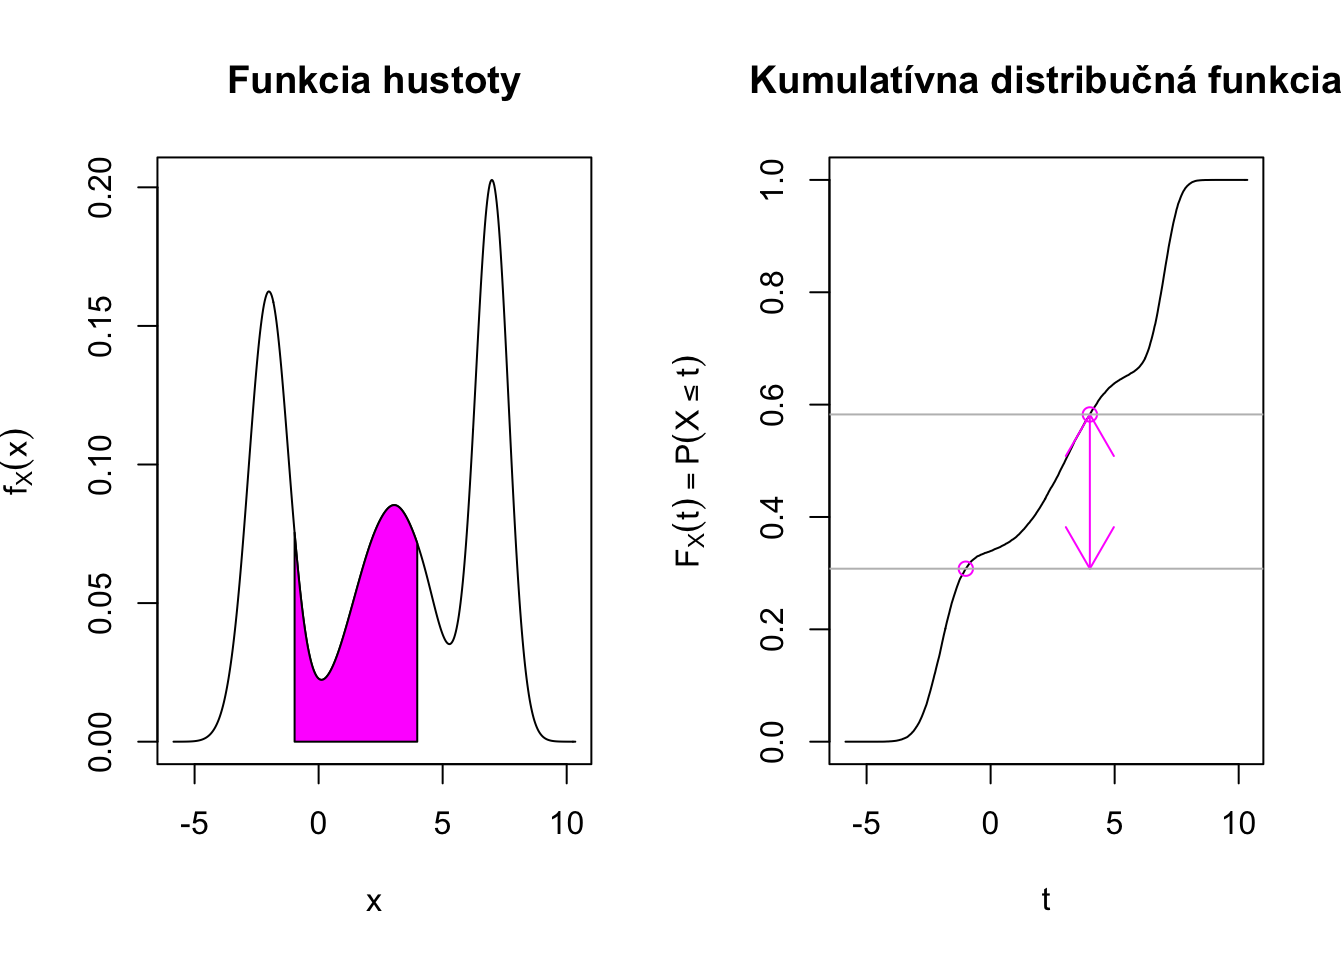 Funkcia hustoty
fX(x)
0.20
0.15
0.10
0.05
0.00
-5 0 5 10
x
Kumulatívna distribučná funkcia
FX(t) = P(X ≤ t)
1.0
0.8
0.6
0.4
0.2
0.0
-5 0 5 10
t